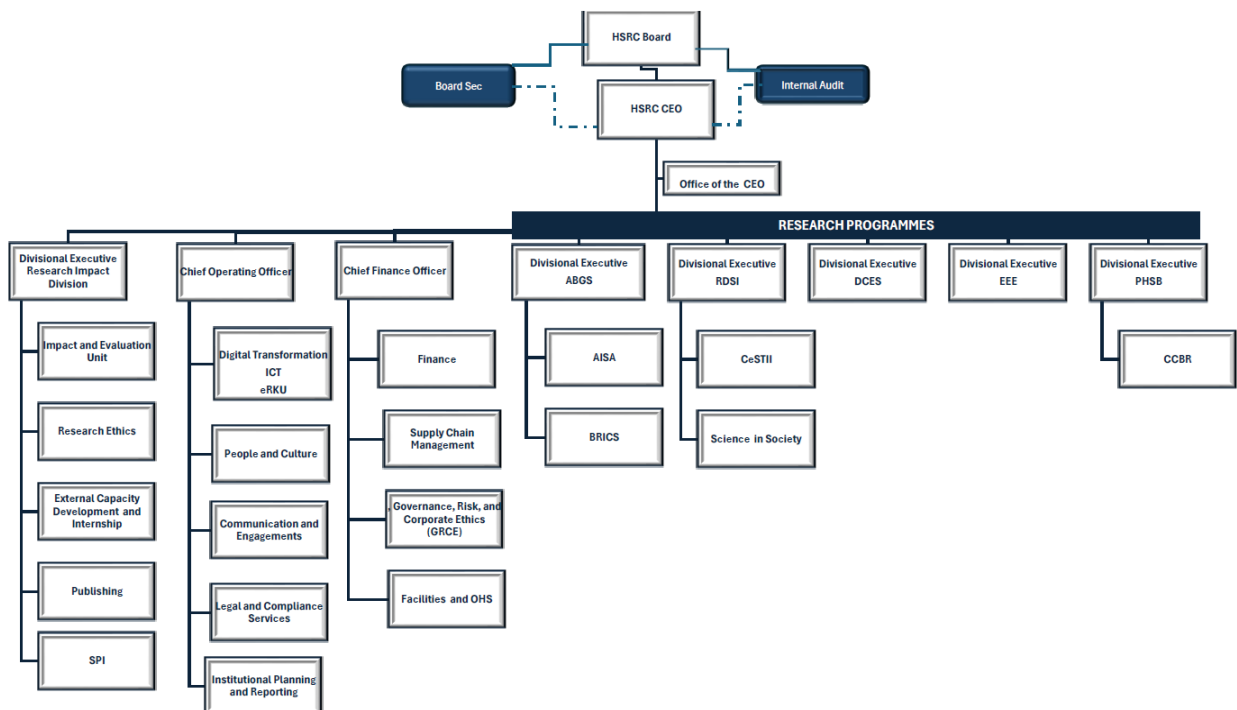 HSRC Board
Board Sec
Internal Audit
HSRC CEO
Office of the CEO
RESEARCH PROGRAMMES
Divisional Executive
Research Impact
Division
Chief Operating Officer
Chief Finance Officer
Divisional Executive
ABGS
Divisional Executive
RDSI
Divisional Executive
DCES
Divisional Executive
EEE
Divisional Executive
PHSB
Impact and Evaluation
Unit
Research Ethics
External Capacity
Development and
Internship
Publishing
SPI
Digital Transformation
ICT
eRKU
People and Culture
Communication and
Engagements
Legal and Compliance
Services
Institutional Planning
and Reporting
Finance
Supply Chain
Management
, Governance, Risk, and
Corporate Ethics
(GRCE)
Facilities and OHS
AISA
BRICS
CeSTII
Science in Society
CCBR